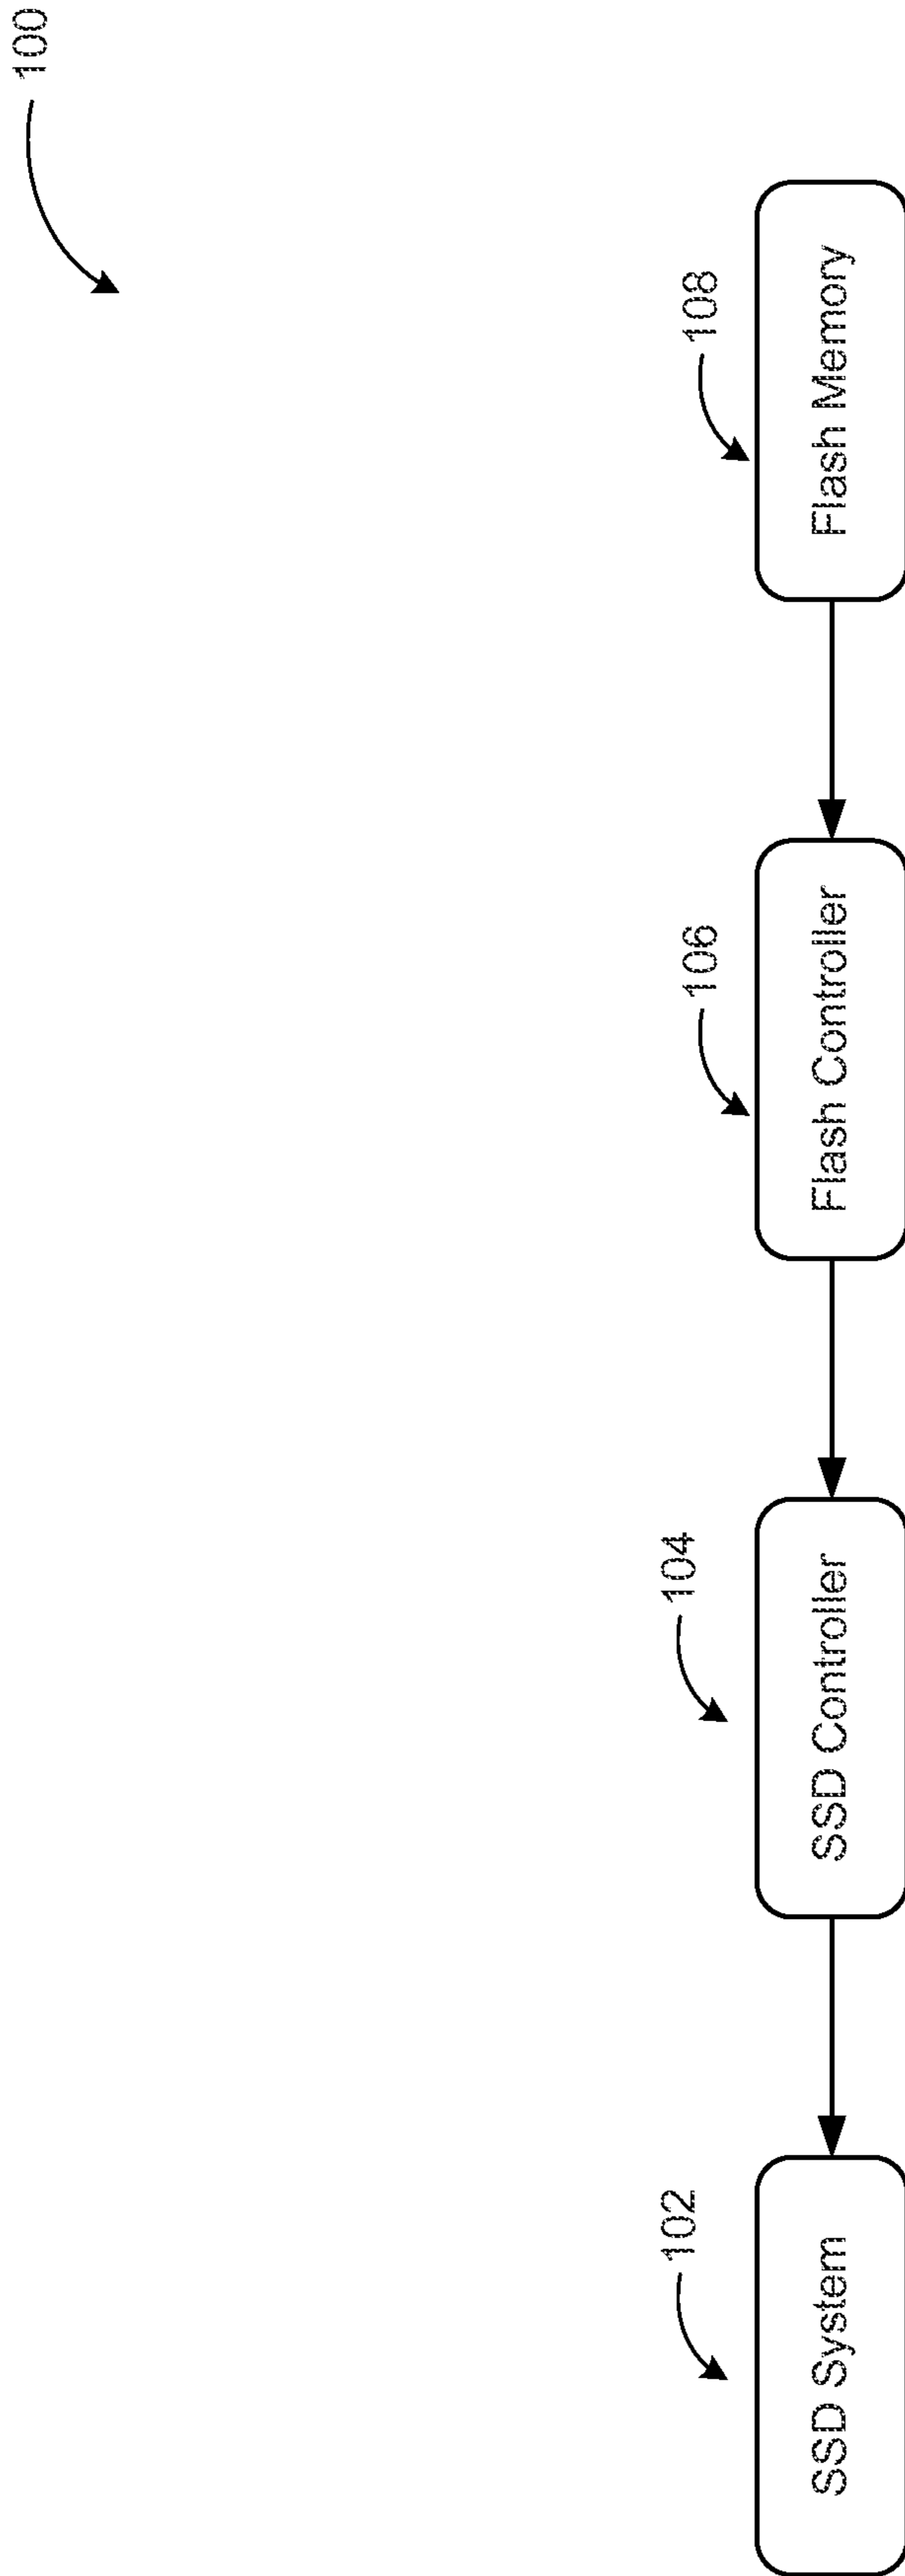 100
102
104
106
108
SSD System
SSD Controller
Flash Controller
Flash Memory